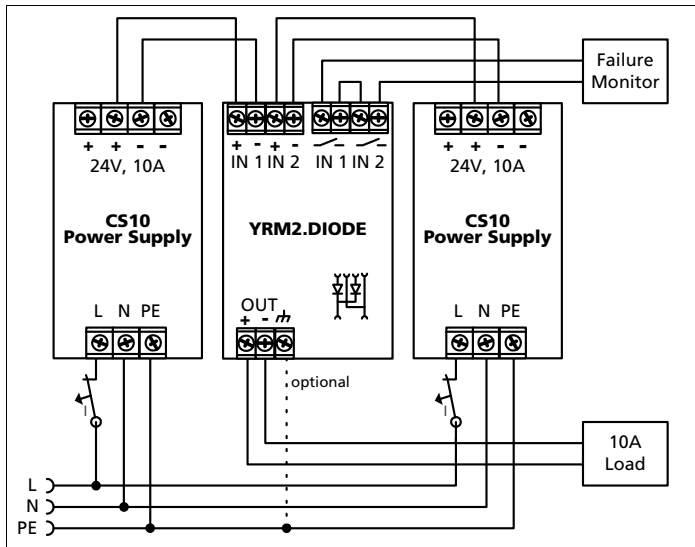 Failure
Monitor
+ + - -
24V, 10A
CS10
Power Supply
L N PE
+ - + -
IN 1 IN 2 IN 1 IN 2
YRM2.DIODE
OUT
+ -
optional
+ + - -
24V, 10A
CS10
Power Supply
L N PE
I
I
10A
Load
L
N
PE